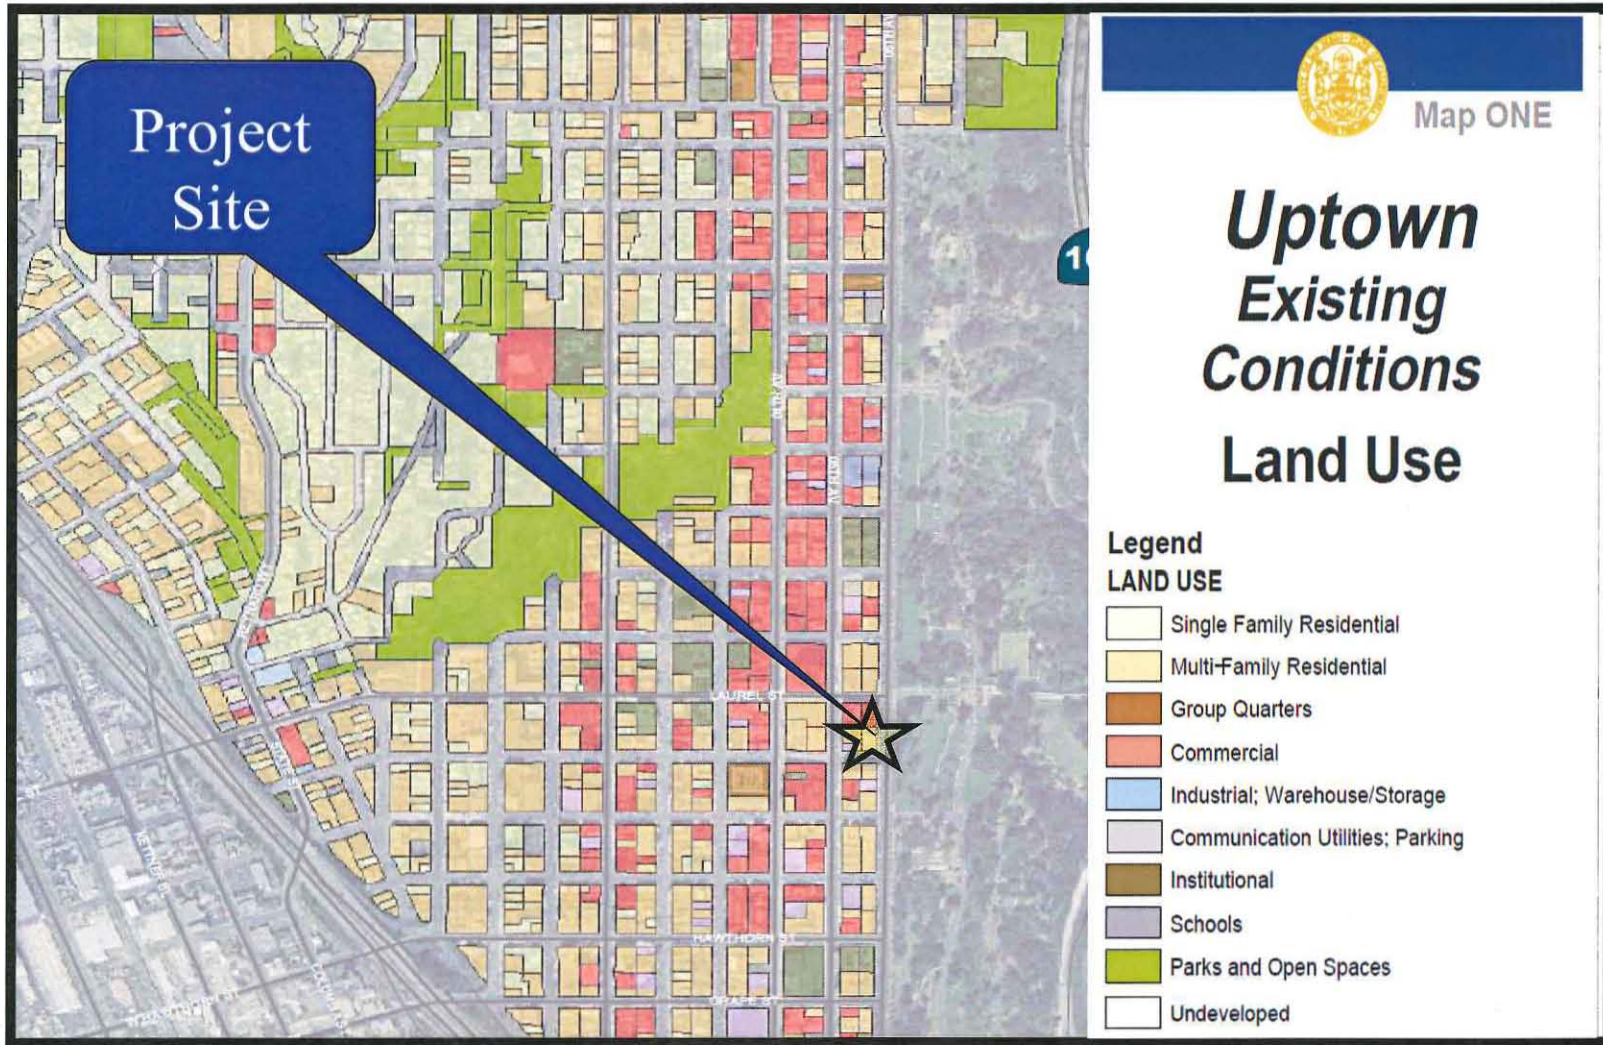 Project
Site
Map ONE
Uptown
Existing
Conditions
Land Use
Legend
LAND USE
Single Family Residential
Multi-Family Residential
Group Quarters
Commercial
Industrial; Warehouse/Storage
Communication Utilities; Parking
Institutional
Schools
Parks and Open Spaces
Undeveloped
LAUREL ST
HAWTHORN ST
GRAPE ST